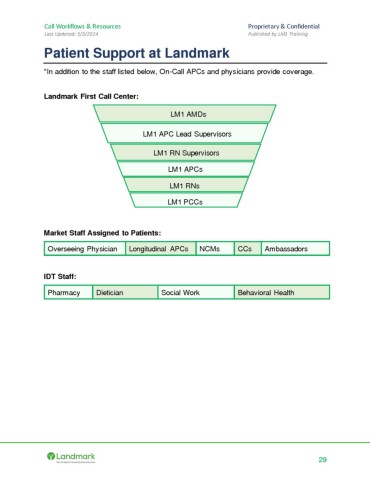 Call Workflows & Resources Proprietary & Confidential
Last Updated: 5/3/2024 Published by LM1 Training
Patient Support at Landmark
*In addition to the staff listed below, On-Call APCs and physicians provide coverage.
Landmark First Call Center:
LM1 AMDs
LM1 APC Lead Supervisors
LM1 RN Supervisors
LM1 APCs
LM1 RNs
LM1 PCCs
Market Staff Assigned to Patients:
Overseeing Physician Longitudinal APCs NCMs CCs Ambassadors
IDT Staff:
Pharmacy Dietician Social Work Behavioral Health
Landmark
29